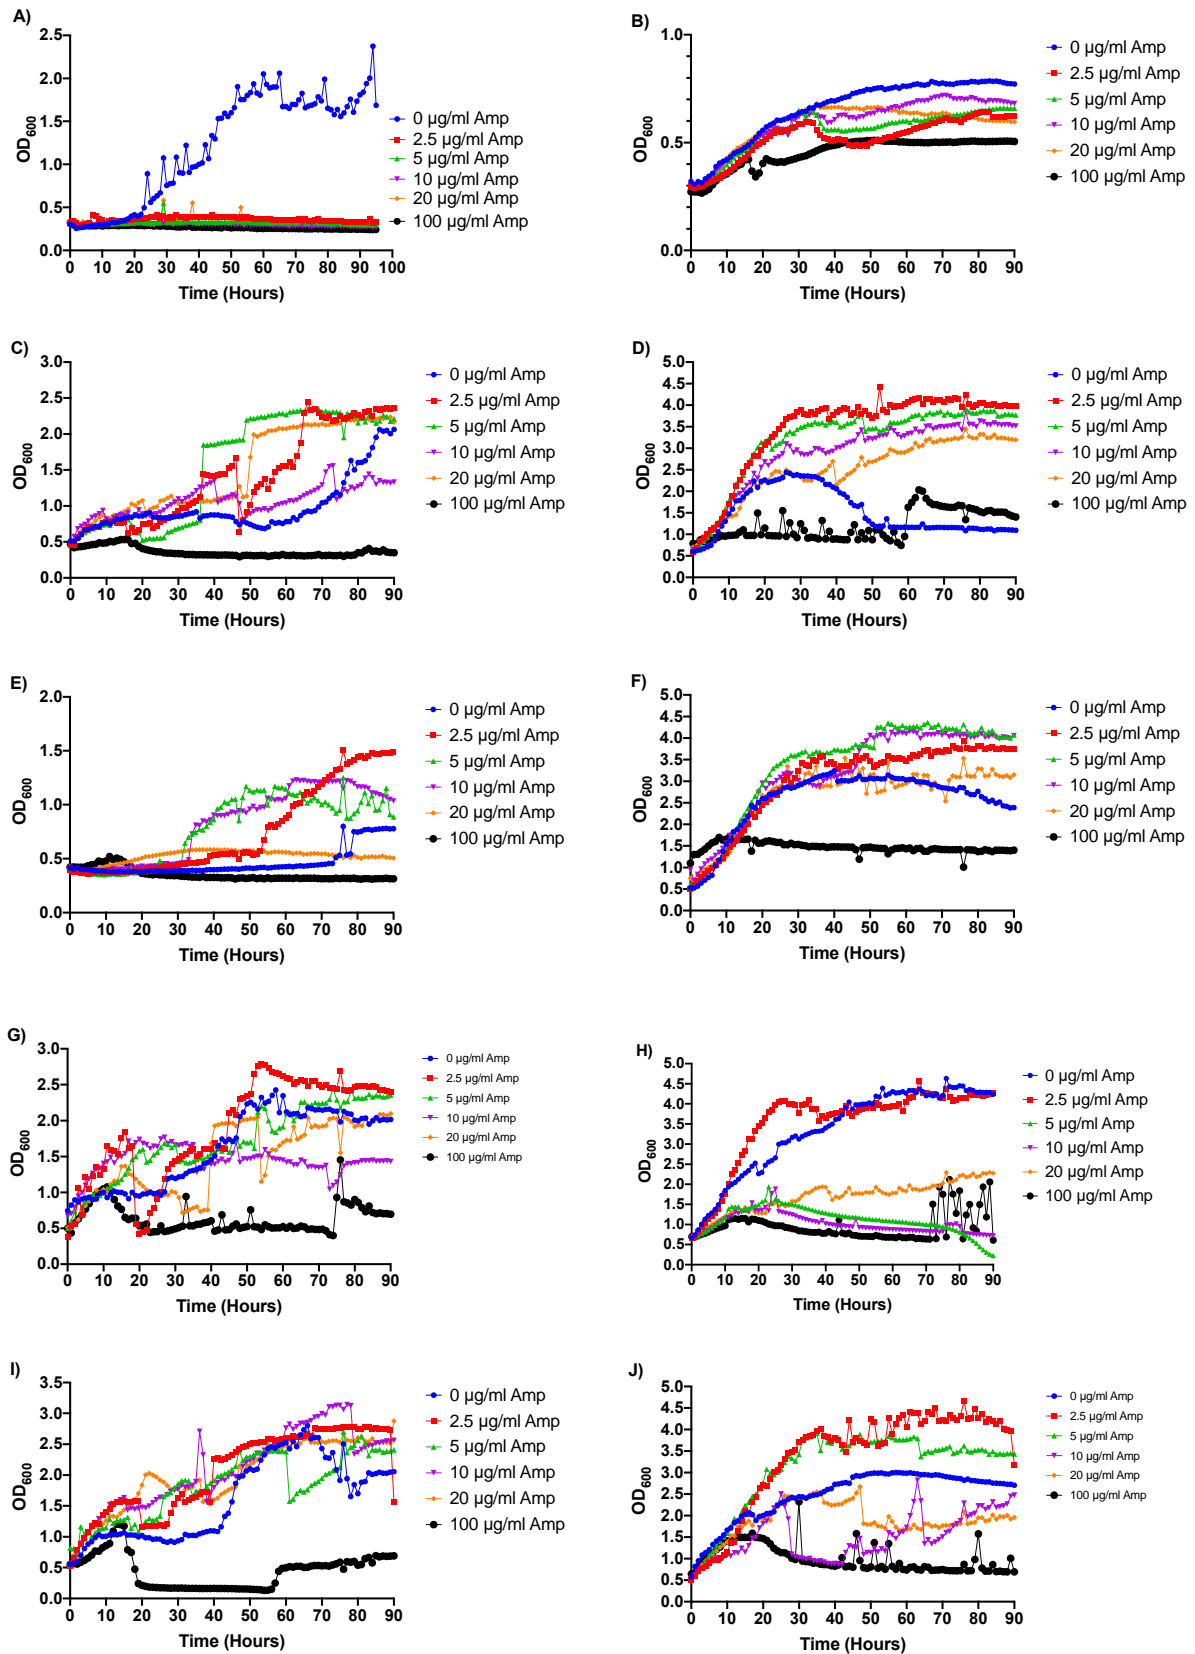 A)
OD600
2.5
2.0
1.5
1.0
0.5
0.0
0 10 20 30 40 50 60 70 80 90 100
Time (Hours)
0 µg/ml Amp
2.5 µg/ml Amp
5 µg/ml Amp
10 µg/ml Amp
20 µg/ml Amp
100 µg/ml Amp
B)
OD600
1.0
0.5
0.0
0 10 20 30 40 50 60 70 80 90
Time (Hours)
0 µg/ml Amp
2.5 µg/ml Amp
5 µg/ml Amp
10 µg/ml Amp
20 µg/ml Amp
100 µg/ml Amp
C)
OD600
3.0
2.5
2.0
1.5
1.0
0.5
0.0
0 10 20 30 40 50 60 70 80 90
Time (Hours)
0 µg/ml Amp
2.5 µg/ml Amp
5 µg/ml Amp
10 µg/ml Amp
20 µg/ml Amp
100 µg/ml Amp
D)
OD600
5.0
4.5
4.0
3.5
3.0
2.5
2.0
1.5
1.0
0.5
0.0
0 10 20 30 40 50 60 70 80 90
Time (Hours)
0 µg/ml Amp
2.5 µg/ml Amp
5 µg/ml Amp
10 µg/ml Amp
20 µg/ml Amp
100 µg/ml Amp
E)
OD600
2.0
1.5
1.0
0.5
0.0
0 10 20 30 40 50 60 70 80 90
Time (Hours)
0 µg/ml Amp
2.5 µg/ml Amp
5 µg/ml Amp
10 µg/ml Amp
20 µg/ml Amp
100 µg/ml Amp
F)
OD600
5.0
4.5
4.0
3.5
3.0
2.5
2.0
1.5
1.0
0.5
0.0
0 10 20 30 40 50 60 70 80 90
Time (Hours)
0 µg/ml Amp
2.5 µg/ml Amp
5 µg/ml Amp
10 µg/ml Amp
20 µg/ml Amp
100 µg/ml Amp
G)
OD600
3.0
2.5
2.0
1.5
1.0
0.5
0.0
0 10 20 30 40 50 60 70 80 90
Time (Hours)
0 µg/ml Amp
2.5 µg/ml Amp
5 µg/ml Amp
10 µg/ml Amp
20 µg/ml Amp
100 µg/ml Amp
H)
OD600
5.0
4.5
4.0
3.5
3.0
2.5
2.0
1.5
1.0
0.5
0.0
0 10 20 30 40 50 60 70 80 90
Time (Hours)
0 µg/ml Amp
2.5 µg/ml Amp
5 µg/ml Amp
10 µg/ml Amp
20 µg/ml Amp
100 µg/ml Amp
I)
OD600
3.5
3.0
2.5
2.0
1.5
1.0
0.5
0.0
0 10 20 30 40 50 60 70 80 90
Time (Hours)
0 µg/ml Amp
2.5 µg/ml Amp
5 µg/ml Amp
10 µg/ml Amp
20 µg/ml Amp
100 µg/ml Amp
J)
OD600
5.0
4.5
4.0
3.5
3.0
2.5
2.0
1.5
1.0
0.5
0.0
0 10 20 30 40 50 60 70 80 90
Time (Hours)
0 µg/ml Amp
2.5 µg/ml Amp
5 µg/ml Amp
10 µg/ml Amp
20 µg/ml Amp
100 µg/ml Amp